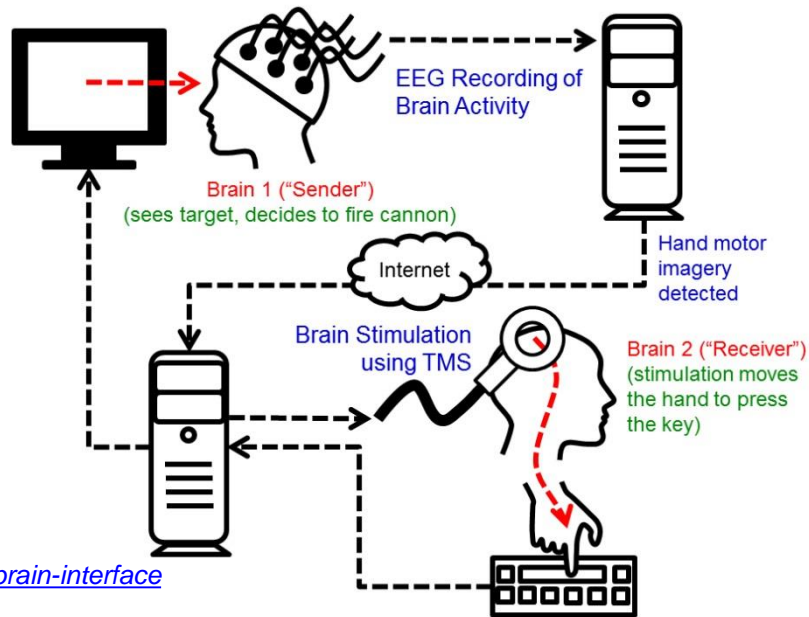 EEG Recording of
Brain Activity
Brain 1 (“Sender”)
(sees target, decides to fire cannon)
Hand motor
imagery
detected
Internet
Brain Stimulation
using TMS
Brain 2 (“Receiver”)
(stimulation moves
the hand to press
the key)
brain-interface